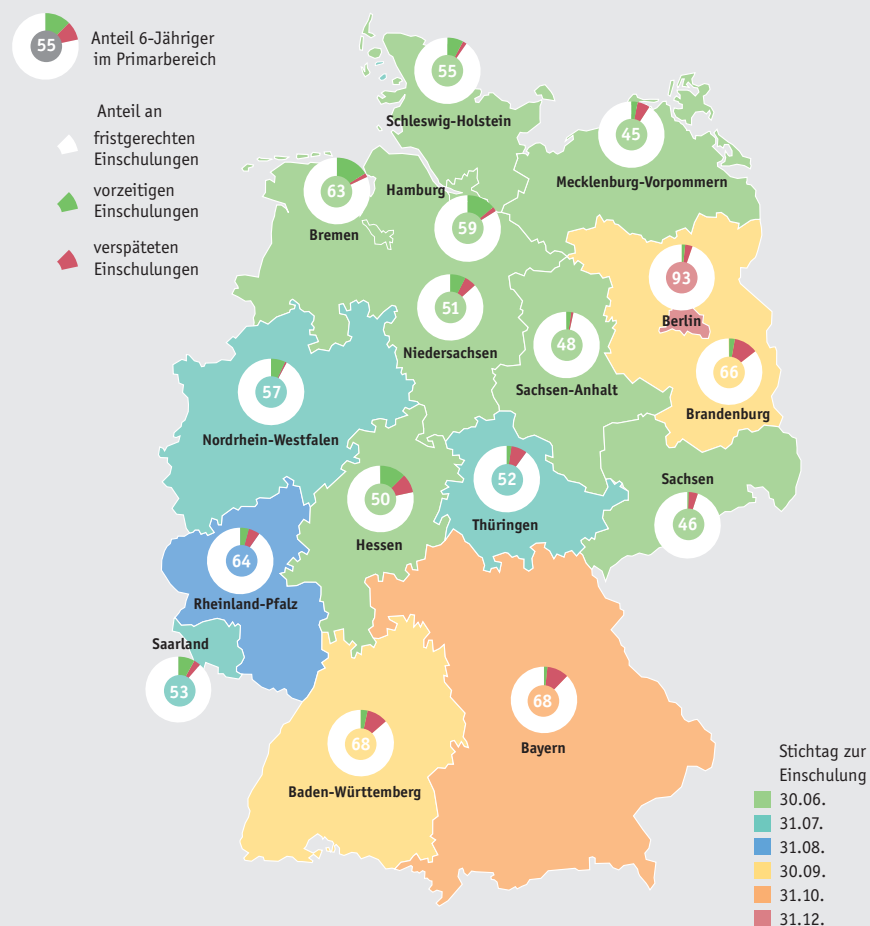 55
Anteil 6-Jähriger
im Primarbereich
Anteil an
fristgerechten
Einschulungen
vorzeitigen
Einschulungen
verspäteten
Einschulungen
55
Schleswig-Holstein
45
Mecklenburg-Vorpommern
63
Bremen
Hamburg
59
51
Niedersachsen
93
Berlin
48
Sachsen-Anhalt
66
Brandenburg
57
Nordrhein-Westfalen
50
Hessen
52
Thüringen
Sachsen
46
64
Rheinland-Pfalz
Saarland
53
68
Baden-Württemberg
68
Bayern
Stichtag zur
Einschulung
30.06.
31.07.
31.08.
30.09.
31.10.
31.12.